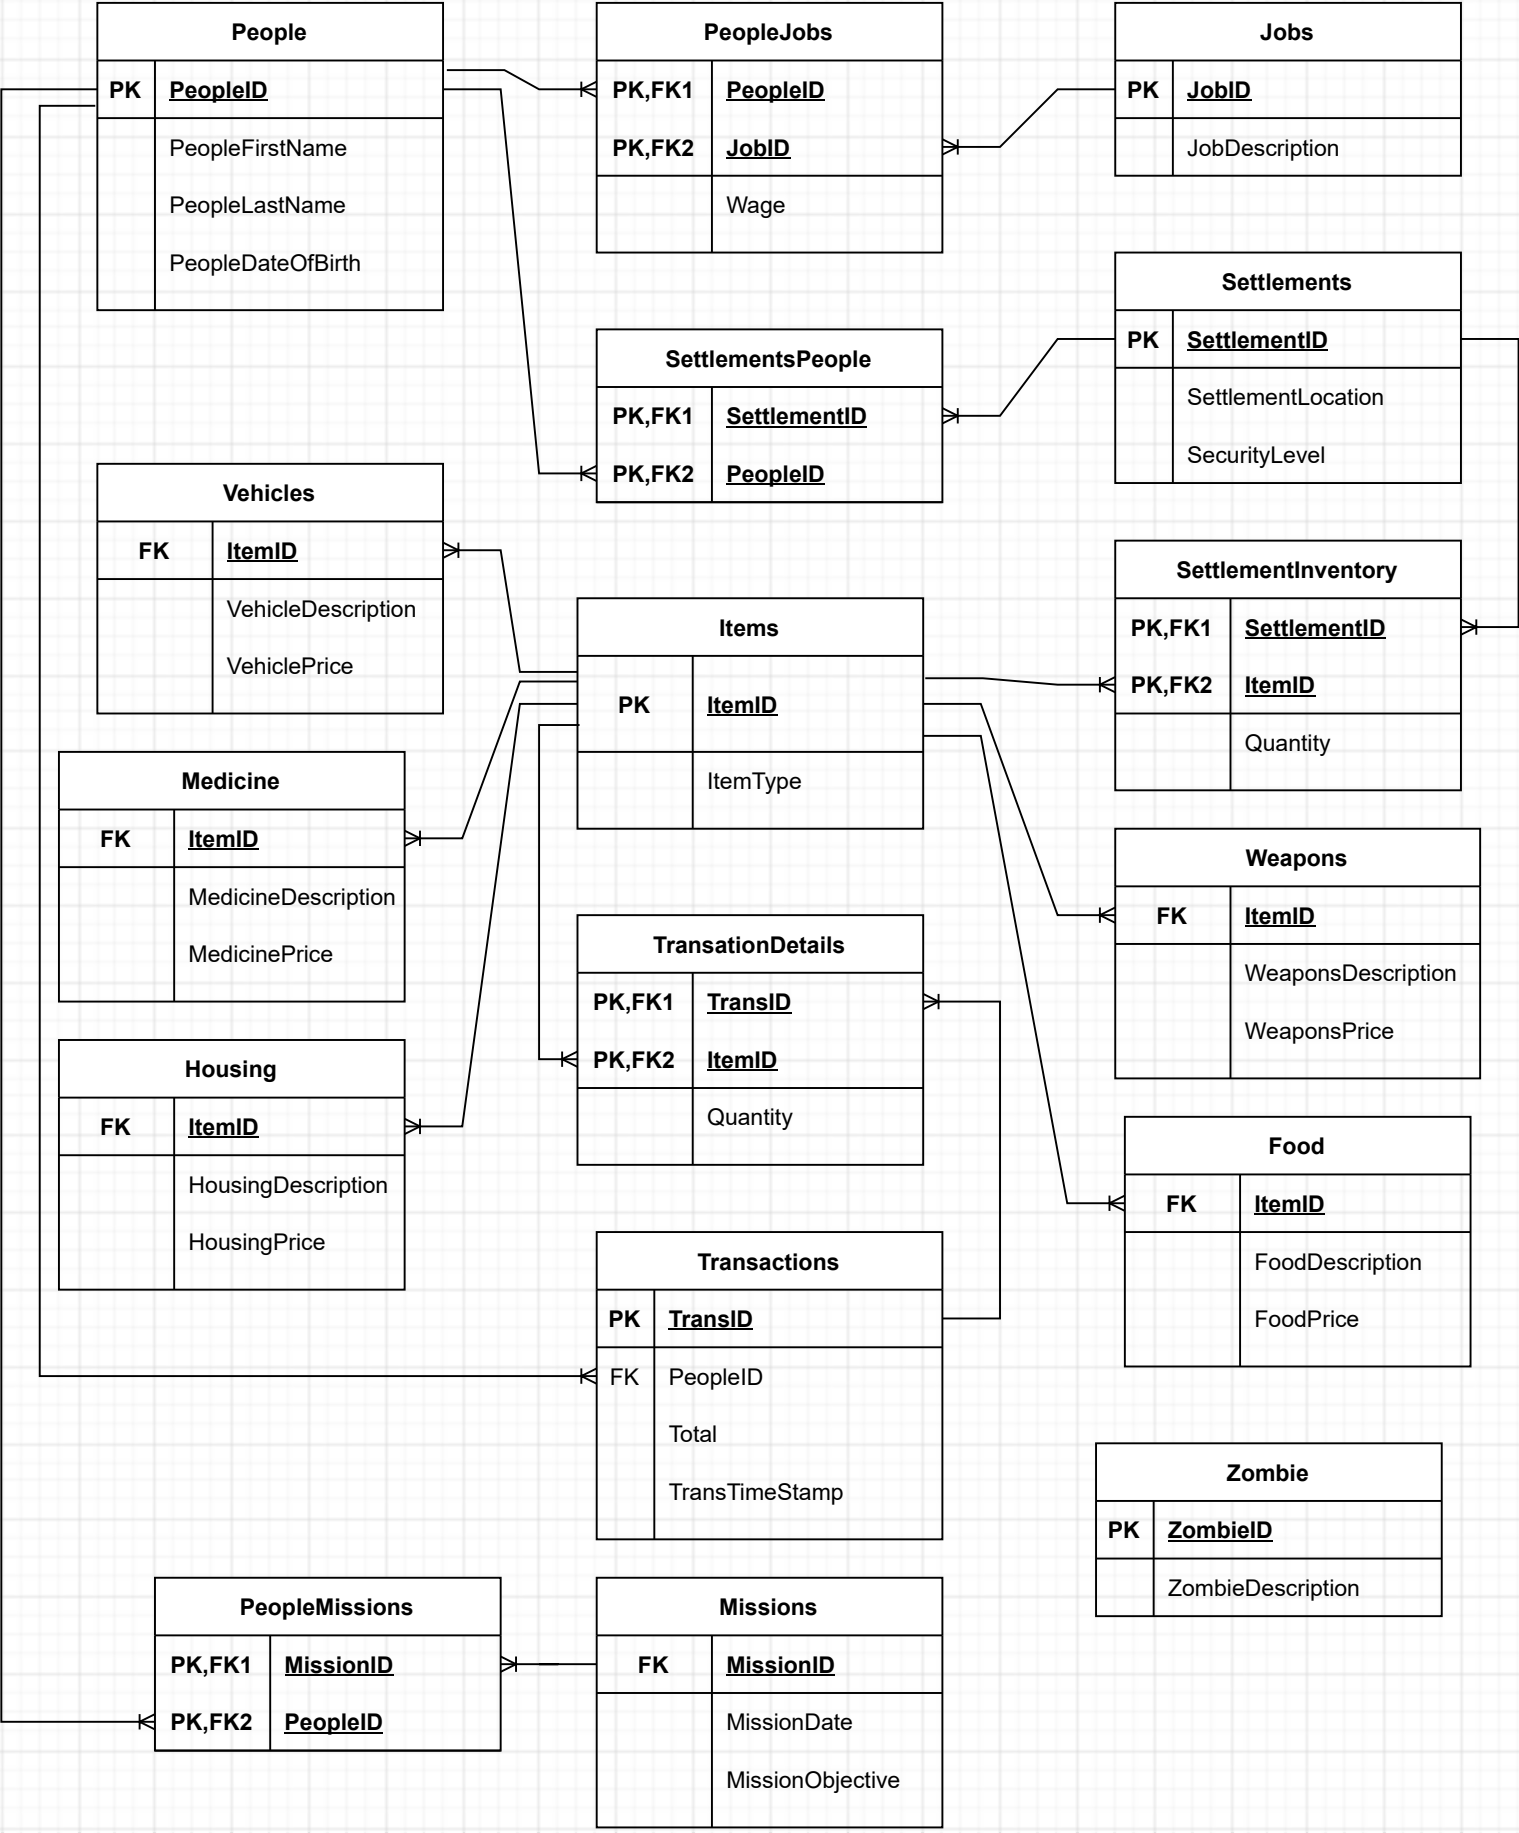 People
PK PeopleID
PeopleFirstName
PeopleLastName
PeopleDateOfBirth
PeopleJobs
PK,FK1 PeopleID
PK,FK2 JobID
Wage
Jobs
PK JobID
JobDescription
Settlements
PK SettlementID
SettlementLocation
SecurityLevel
SettlementsPeople
PK,FK1 SettlementID
PK,FK2 PeopleID
Vehicles
FK ItemID
VehicleDescription
VehiclePrice
Items
PK ItemID
ItemType
SettlementInventory
PK,FK1 SettlementID
PK,FK2 ItemID
Quantity
Medicine
FK ItemID
MedicineDescription
MedicinePrice
Weapons
FK ItemID
WeaponsDescription
WeaponsPrice
TransationDetails
PK,FK1 TransID
PK,FK2 ItemID
Quantity
Housing
FK ItemID
HousingDescription
HousingPrice
Food
FK ItemID
FoodDescription
FoodPrice
Transactions
PK TransID
FK PeopleID
Total
TransTimeStamp
Zombie
PK ZombieID
ZombieDescription
PeopleMissions
PK,FK1 MissionID
PK,FK2 PeopleID
Missions
FK MissionID
MissionDate
MissionObjective